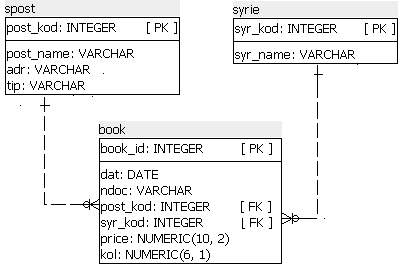 spost
post_kod: INTEGER [ PK ]
post_name: VARCHAR
adr: VARCHAR
tip: VARCHAR
syrie
syr_kod: INTEGER [ PK ]
syr_name: VARCHAR
book
book_id: INTEGER [ PK ]
dat: DATE
ndoc: VARCHAR
post_kod: INTEGER [ FK ]
syr_kod: INTEGER [ FK ]
price: NUMERIC(10, 2)
kol: NUMERIC(6, 1)